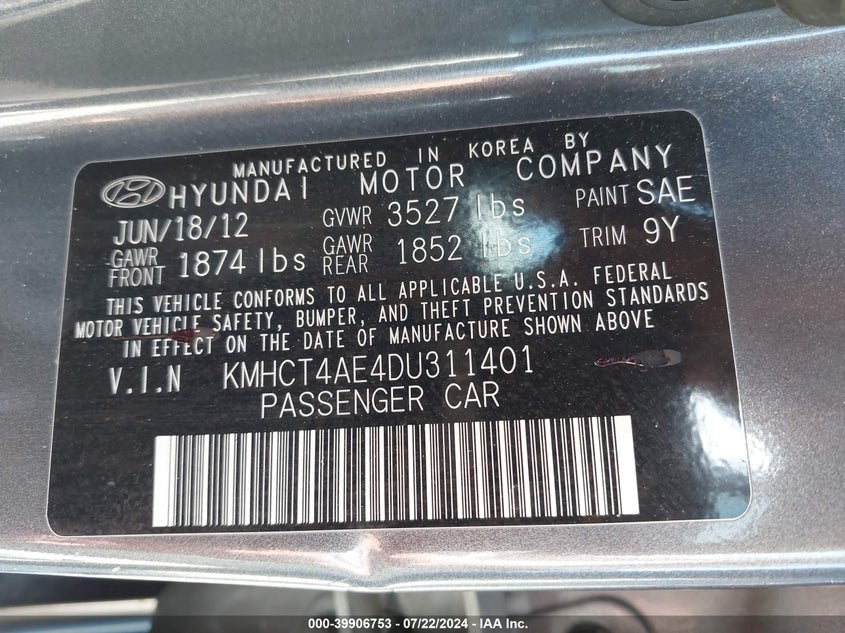 MANUFACTURED IN KOREA BY
HYUNDAI MOTOR COMPANY
JUN/18/12 GVWR 3527 lbs PAINT SAE
GAWR FRONT 1874 lbs GAWR REAR 1852 lbs TRIM 9Y
THIS VEHICLE CONFORMS TO ALL APPLICABLE U.S.A. FEDERAL
MOTOR VEHICLE SAFETY, BUMPER, AND THEFT PREVENTION STANDARDS
IN EFFECT ON THE DATE OF MANUFACTURE SHOWN ABOVE
V.I.N KMHCT4AE4DU311401
PASSENGER CAR
000-39906753 - 07/22/2024 - IAA Inc.